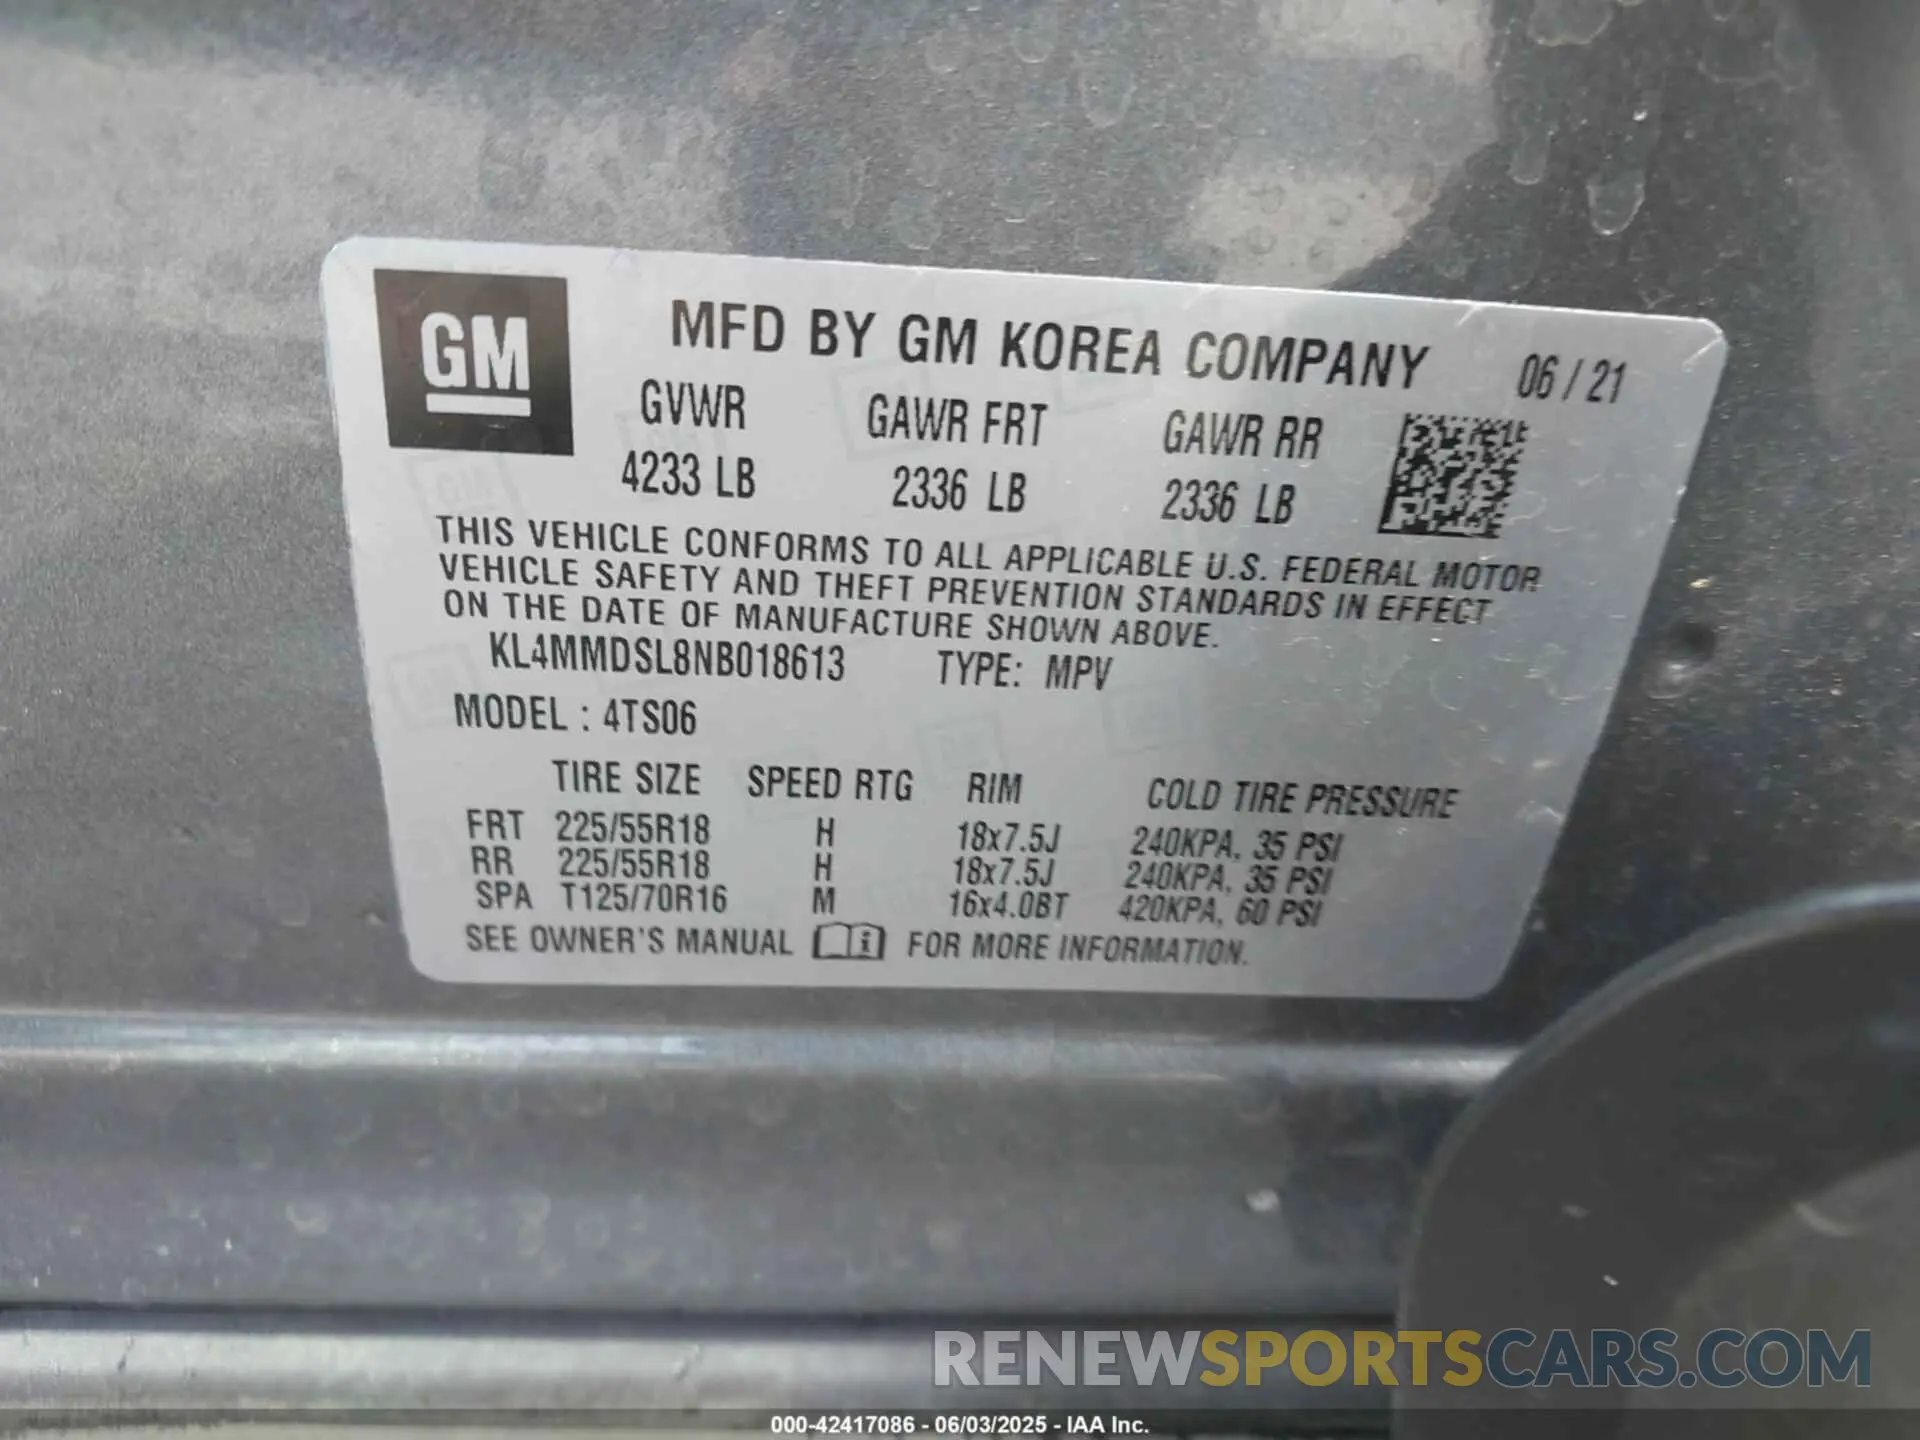 GM
MFD BY GM KOREA COMPANY 06 / 21
GVWR GAWR FRT GAWR RR
4233 LB 2336 LB 2336 LB
THIS VEHICLE CONFORMS TO ALL APPLICABLE U.S. FEDERAL MOTOR
VEHICLE SAFETY AND THEFT PREVENTION STANDARDS IN EFFECT
ON THE DATE OF MANUFACTURE SHOWN ABOVE.
KL4MMDSL8NB018613 TYPE: MPV
MODEL : 4TS06
TIRE SIZE SPEED RTG RIM COLD TIRE PRESSURE
FRT 225/55R18 H 18x7.5J 240KPA, 35 PSI
RR 225/55R18 H 18x7.5J 240KPA, 35 PSI
SPA T125/70R16 M 16x4.0BT 420KPA, 60 PSI
SEE OWNER'S MANUAL i FOR MORE INFORMATION.
RENEWSPORTSCARS.COM
000-42417086 - 06/03/2025 - IAA Inc.